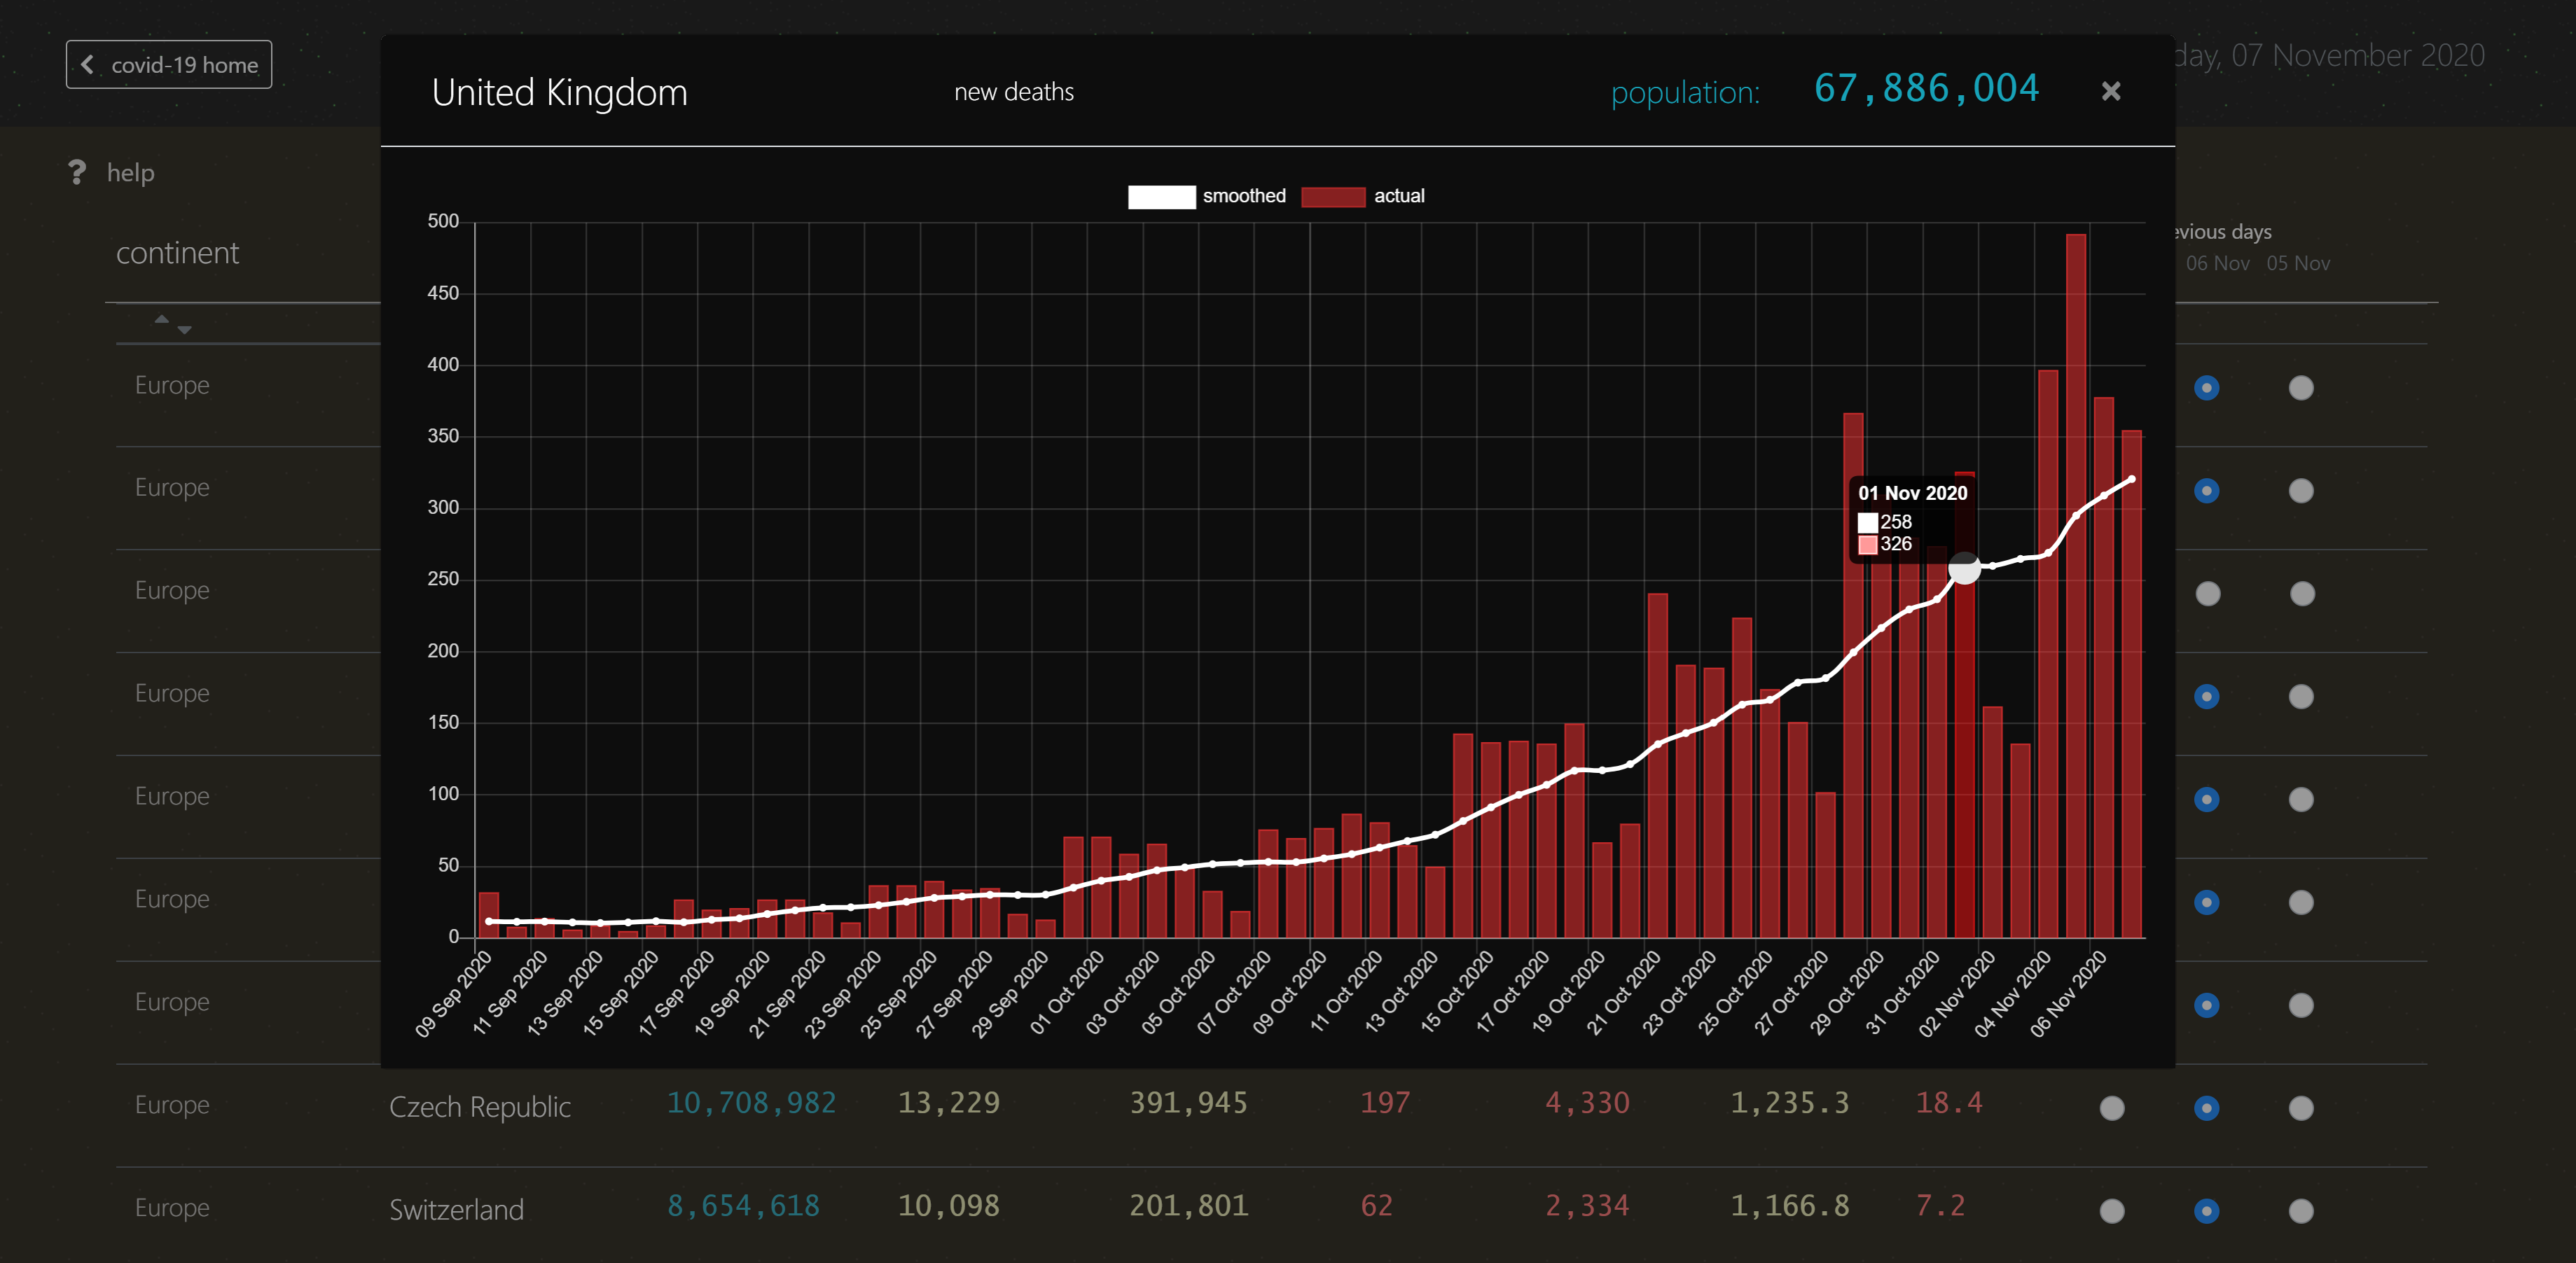 covid-19 home
day, 07 November 2020
United Kingdom
new deaths
population: 67,886,004
×
? help
continent
evious days
06 Nov 05 Nov
smoothed actual
500
450
400
350
300
250
200
150
100
50
0
01 Nov 2020
258
326
09 Sep 2020
11 Sep 2020
13 Sep 2020
15 Sep 2020
17 Sep 2020
19 Sep 2020
21 Sep 2020
23 Sep 2020
25 Sep 2020
27 Sep 2020
29 Sep 2020
01 Oct 2020
03 Oct 2020
05 Oct 2020
07 Oct 2020
09 Oct 2020
11 Oct 2020
13 Oct 2020
15 Oct 2020
17 Oct 2020
19 Oct 2020
21 Oct 2020
23 Oct 2020
25 Oct 2020
27 Oct 2020
29 Oct 2020
31 Oct 2020
02 Nov 2020
04 Nov 2020
06 Nov 2020
Europe
Europe
Europe
Europe
Europe
Europe
Europe
Europe Czech Republic 10,708,982 13,229 391,945 197 4,330 1,235.3 18.4
Europe Switzerland 8,654,618 10,098 201,801 62 2,334 1,166.8 7.2